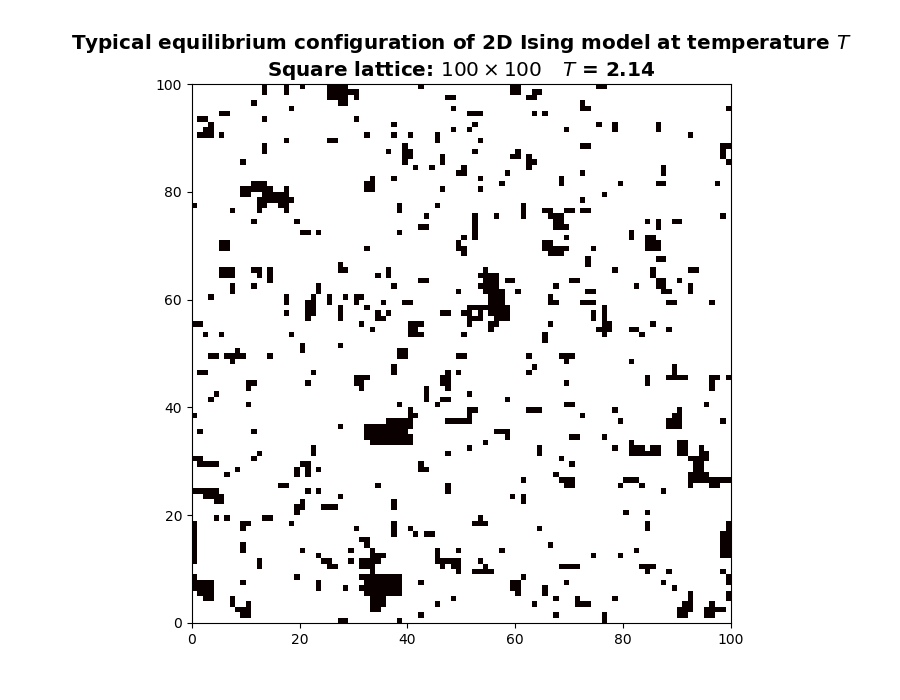 Typical equilibrium configuration of 2D Ising model at temperature T
Square lattice: 100 × 100 T = 2.14
100
80
60
40
20
0
0 20 40 60 80 100